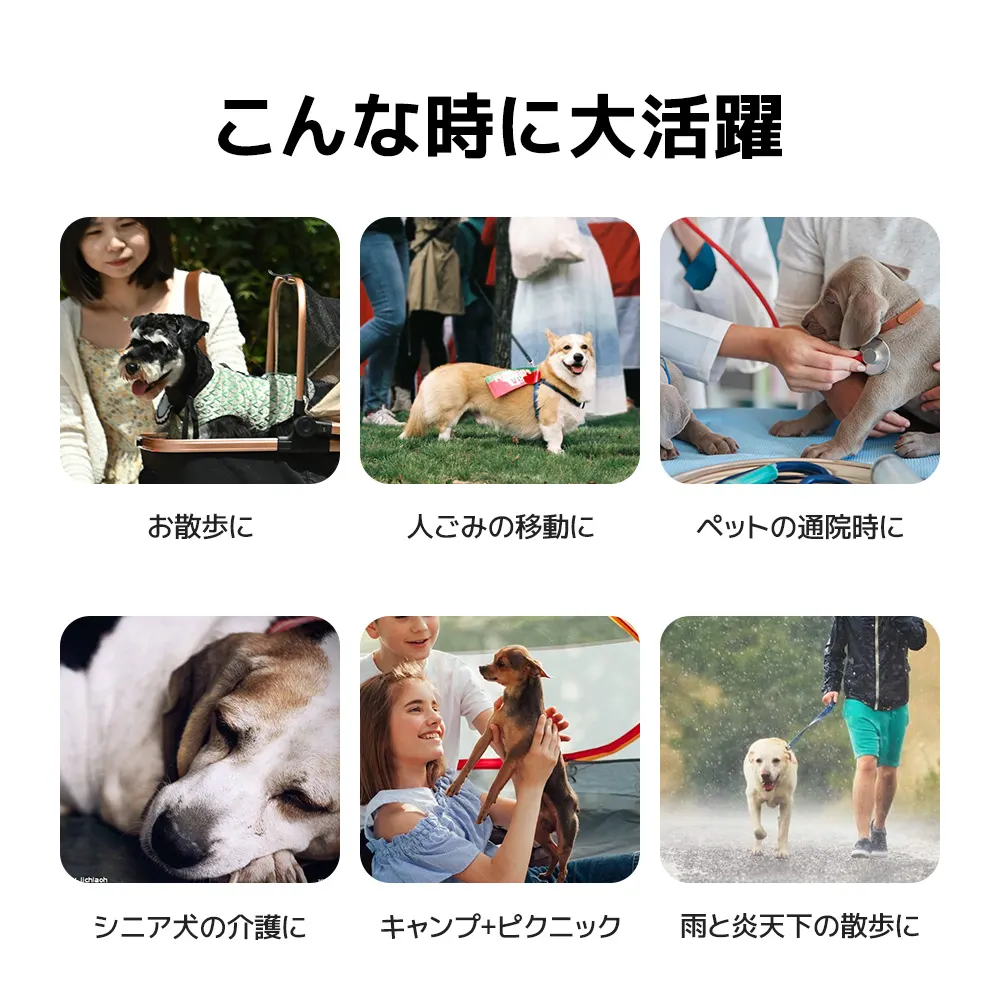 こんな時に大活躍
お散歩に
人ごみの移動に
ペットの通院時に
シニア犬の介護に
キャンプ+ピクニック
雨と炎天下の散歩に